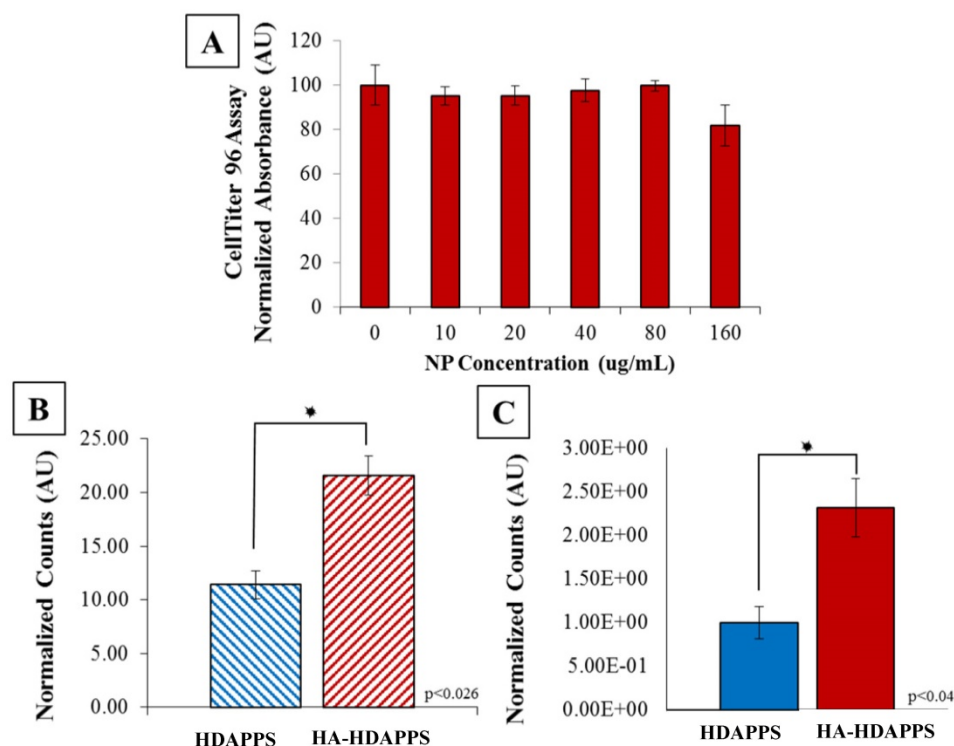 A
CellTiter 96 Assay
Normalized Absorbance (AU)
120
100
80
60
40
20
0
0 10 20 40 80 160
NP Concentration (ug/mL)
B
Normalized Counts (AU)
25.00
20.00
15.00
10.00
5.00
0.00
*
p<0.026
HDAPPS HA-HDAPPS
C
Normalized Counts (AU)
3.00E+00
2.50E+00
2.00E+00
1.50E+00
1.00E+00
5.00E-01
0.00E+00
*
p<0.04
HDAPPS HA-HDAPPS